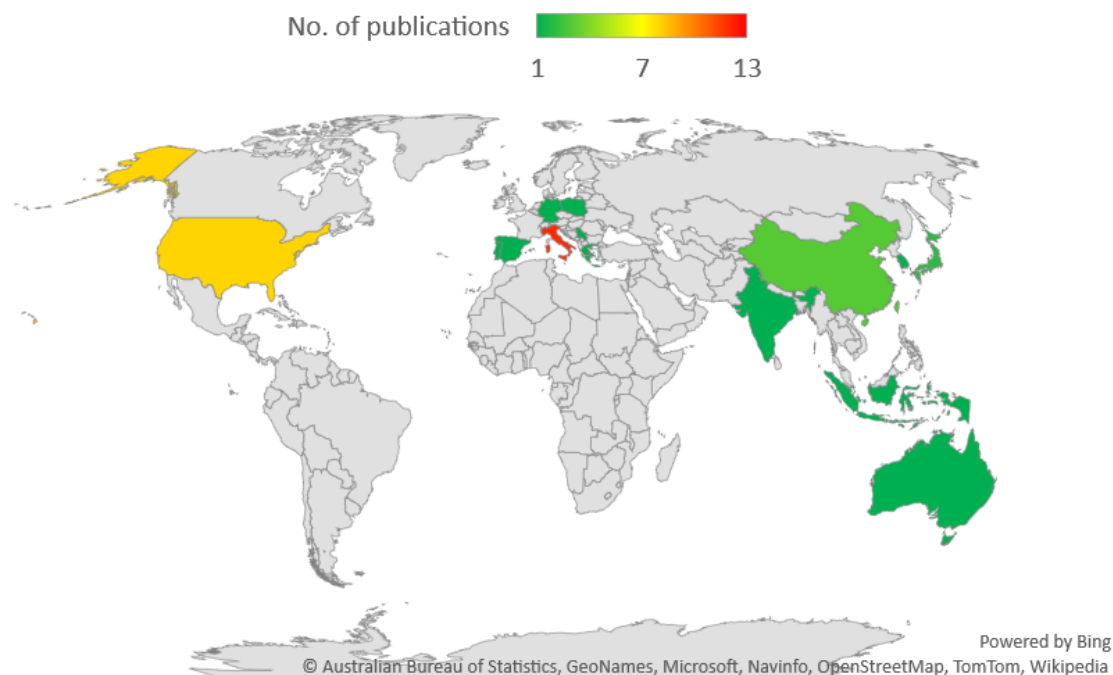 No. of publications
1 7 13
Powered by Bing
© Australian Bureau of Statistics, GeoNames, Microsoft, Navinfo, OpenStreetMap, TomTom, Wikipedia